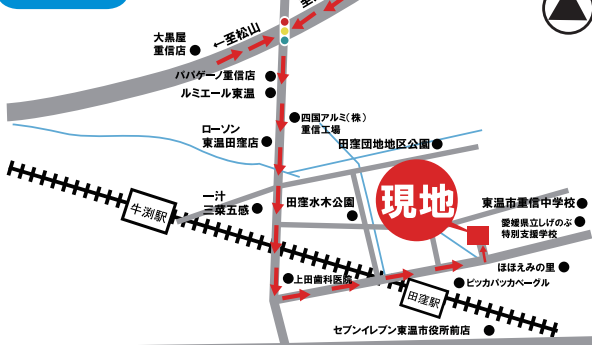 ←至松山
大黒屋
重信店
パパゲーノ重信店
ルミエール東温
四国アルミ(株)
重信工場
ローソン
東温田窪店
田窪団地地区公園
現地
東温市重信中学校
愛媛県立しげのぶ
特別支援学校
一汁
三菜五感
田窪水木公園
牛渕駅
ほほえみの里
上田歯科医院
ピッカパッカベーグル
田窪駅
セブンイレブン東温市役所前店